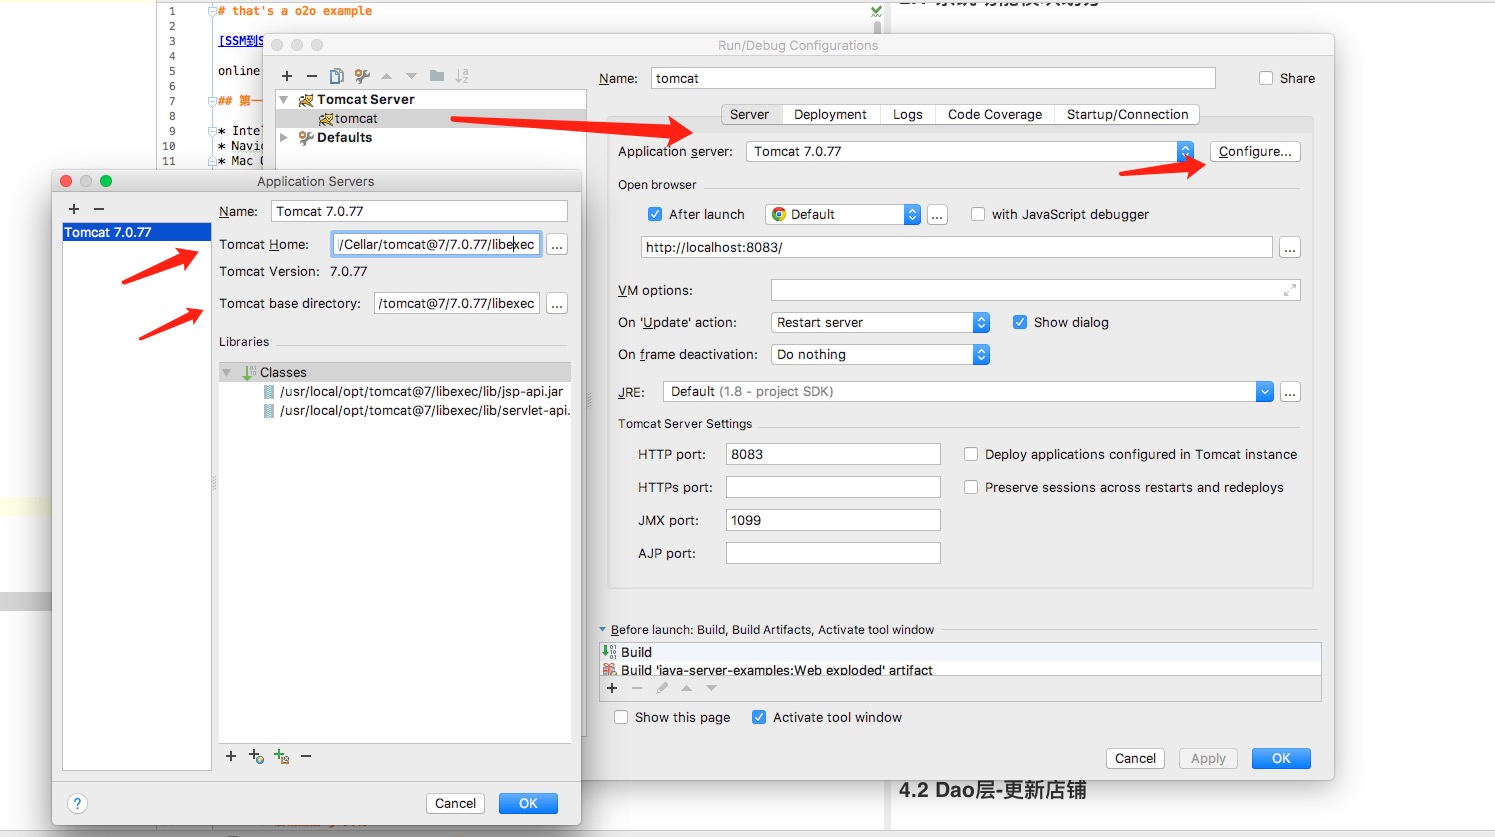 1 # that's a o2o example
2
3 [SSM到S
4
5 online
6
7 ## 第一
8
9 * Intel
10 * Navic
11 * Mac O
Run/Debug Configurations
Name: tomcat
Share
Tomcat Server
tomcat
Defaults
Server Deployment Logs Code Coverage Startup/Connection
Application server: Tomcat 7.0.77 Configure...
Open browser
After launch Default ... with JavaScript debugger
http://localhost:8083/ ...
VM options:
On 'Update' action: Restart server Show dialog
On frame deactivation: Do nothing
JRE: Default (1.8 - project SDK) ...
Tomcat Server Settings
HTTP port: 8083 Deploy applications configured in Tomcat instance
HTTPs port: Preserve sessions across restarts and redeploys
JMX port: 1099
AJP port:
Before launch: Build, Build Artifacts, Activate tool window
Build
Build 'java-server-examples:Web exploded' artifact
Show this page Activate tool window
Cancel Apply OK
Application Servers
Tomcat 7.0.77
Name: Tomcat 7.0.77
Tomcat Home: /Cellar/tomcat@7/7.0.77/libexec ...
Tomcat Version: 7.0.77
Tomcat base directory: /tomcat@7/7.0.77/libexec ...
Libraries
Classes
/usr/local/opt/tomcat@7/libexec/lib/jsp-api.jar
/usr/local/opt/tomcat@7/libexec/lib/servlet-api.
? Cancel OK
4.2 Dao层-更新店铺